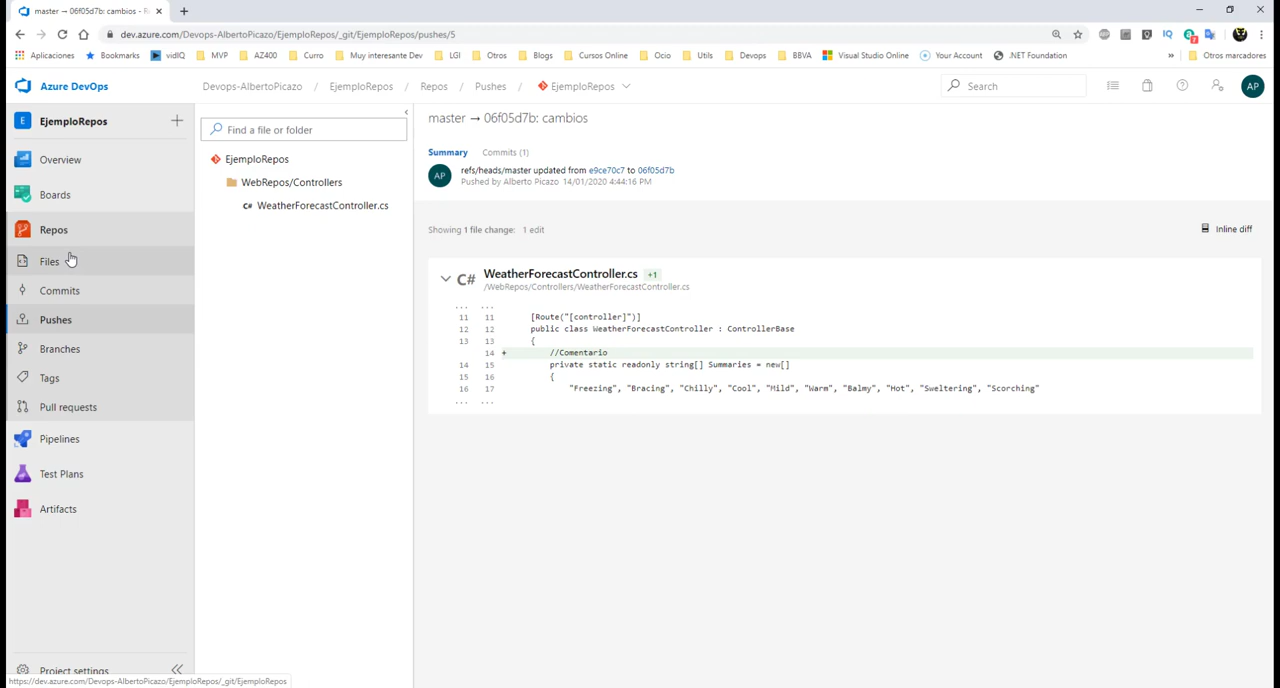 master → 06f05d7b: cambios - Re
dev.azure.com/Devops-AlbertoPicazo/EjemploRepos/_git/EjemploRepos/pushes/5
Aplicaciones Bookmarks vidIQ MVP AZ400 Curro Muy interesante Dev LGI Otros Blogs Cursos Online Ocio Utils Devops BBVA Visual Studio Online Your Account .NET Foundation » Otros marcadores
Azure DevOps
Devops-AlbertoPicazo / EjemploRepos / Repos / Pushes / EjemploRepos
Search
AP
E EjemploRepos +
Overview
Boards
Repos
Files
Commits
Pushes
Branches
Tags
Pull requests
Pipelines
Test Plans
Artifacts
Project settings
Find a file or folder
EjemploRepos
WebRepos/Controllers
C# WeatherForecastController.cs
master → 06f05d7b: cambios
Summary Commits (1)
AP
refs/heads/master updated from e9ce70c7 to 06f05d7b
Pushed by Alberto Picazo 14/01/2020 4:44:16 PM
Showing 1 file change: 1 edit
Inline diff
C# WeatherForecastController.cs +1
/WebRepos/Controllers/WeatherForecastController.cs
... ...
11 11 [Route("[controller]")]
12 12 public class WeatherForecastController : ControllerBase
13 13 {
14 + //Comentario
14 15 private static readonly string[] Summaries = new[]
15 16 {
16 17 "Freezing", "Bracing", "Chilly", "Cool", "Mild", "Warm", "Balmy", "Hot", "Sweltering", "Scorching"
... ...
https://dev.azure.com/Devops-AlbertoPicazo/EjemploRepos/_git/EjemploRepos